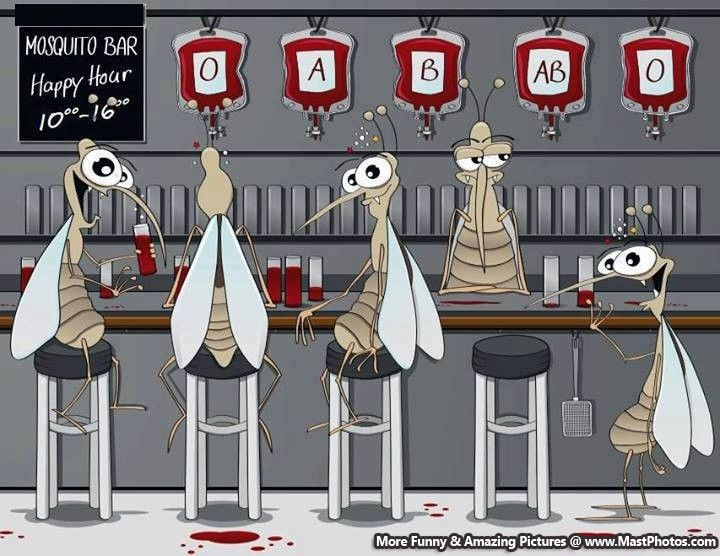 MOSQUITO BAR
Happy Hour
10⁰⁰-16⁰⁰
O
A
B
AB
O
More Funny & Amazing Pictures @ www.MastPhotos.com